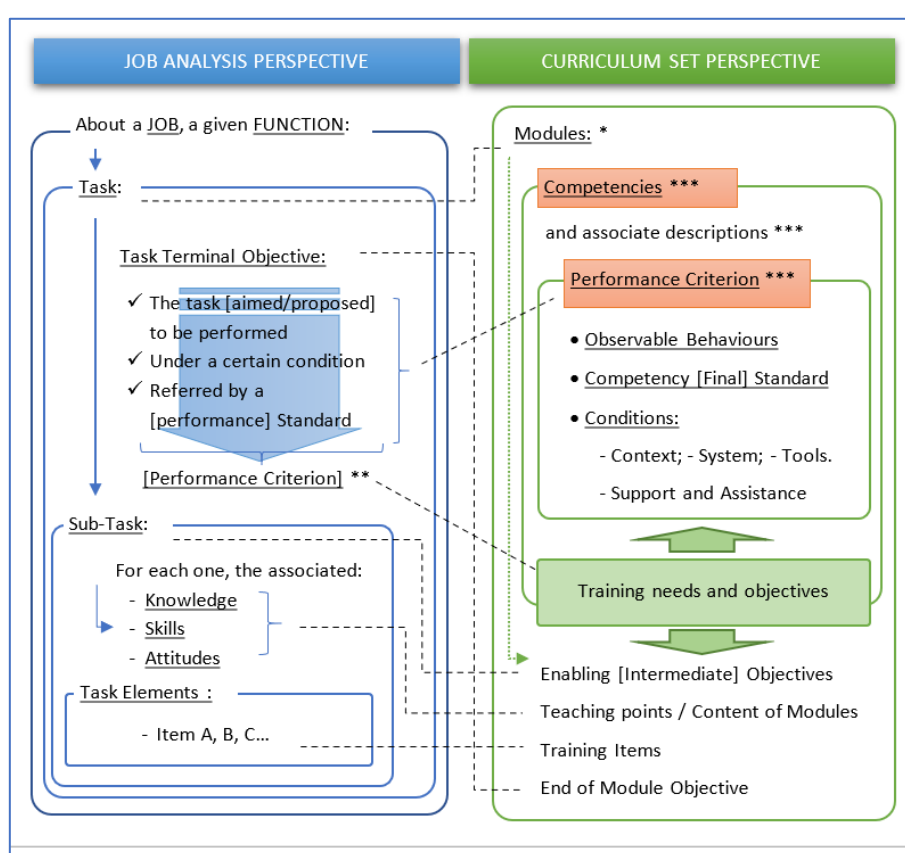 JOB ANALYSIS PERSPECTIVE
CURRICULUM SET PERSPECTIVE
About a JOB, a given FUNCTION:
Task:
Task Terminal Objective:
✓ The task [aimed/proposed]
to be performed
✓ Under a certain condition
✓ Referred by a
[performance] Standard
[Performance Criterion] **
Sub-Task:
For each one, the associated:
- Knowledge
- Skills
- Attitudes
Task Elements :
- Item A, B, C...
Modules: *
Competencies ***
and associate descriptions ***
Performance Criterion ***
• Observable Behaviours
• Competency [Final] Standard
• Conditions:
- Context; - System; - Tools.
- Support and Assistance
Training needs and objectives
Enabling [Intermediate] Objectives
Teaching points / Content of Modules
Training Items
End of Module Objective